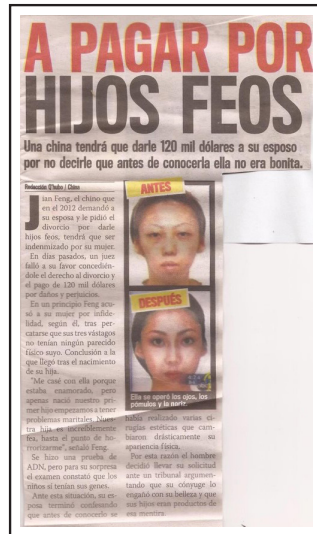 A PAGAR POR
HIJOS FEOS
Una china tendrá que darle 120 mil dólares a su esposo
por no decirle que antes de conocerla ella no era bonita.
Redacción Q'hubo / Chino
Jian Feng, el chino que
en el 2012 demandó a
su esposa y le pidió el
divorcio por darle
hijos feos, tendrá que ser
indemnizado por su mujer.
En días pasados, un juez
falló a su favor concedién-
dole el derecho al divorcio y
el pago de 120 mil dólares
por daños y perjuicios.
En un principio Feng acu-
só a su mujer por infide-
lidad, según él, tras per-
catarse que sus tres vástagos
no tenían ningún parecido
físico suyo. Conclusión a la
que llegó tras el nacimiento
de su hija.
"Me casé con ella porque
estaba enamorado, pero
apenas nació nuestro pri-
mer hijo empezamos a tener
problemas maritales. Nues-
tra hija es increíblemente
fea, hasta el punto de ho-
rrorizarme", señaló Feng.
Se hizo una prueba de
ADN, pero para su sorpresa
el examen constató que los
niños sí tenían sus genes.
Ante esta situación, su es-
posa terminó confesando
que antes de conocerlo se
ANTES
DESPUÉS
Ella se operó los ojos, los
pómulos y la nariz.
había realizado varias ci-
rugías estéticas que cam-
biaron drásticamente su
apariencia física.
Por esta razón el hombre
decidió llevar su solicitud
ante un tribunal argumen-
tando que su cónyuge lo
engañó con su belleza y que
sus hijos eran productos de
esa mentira.